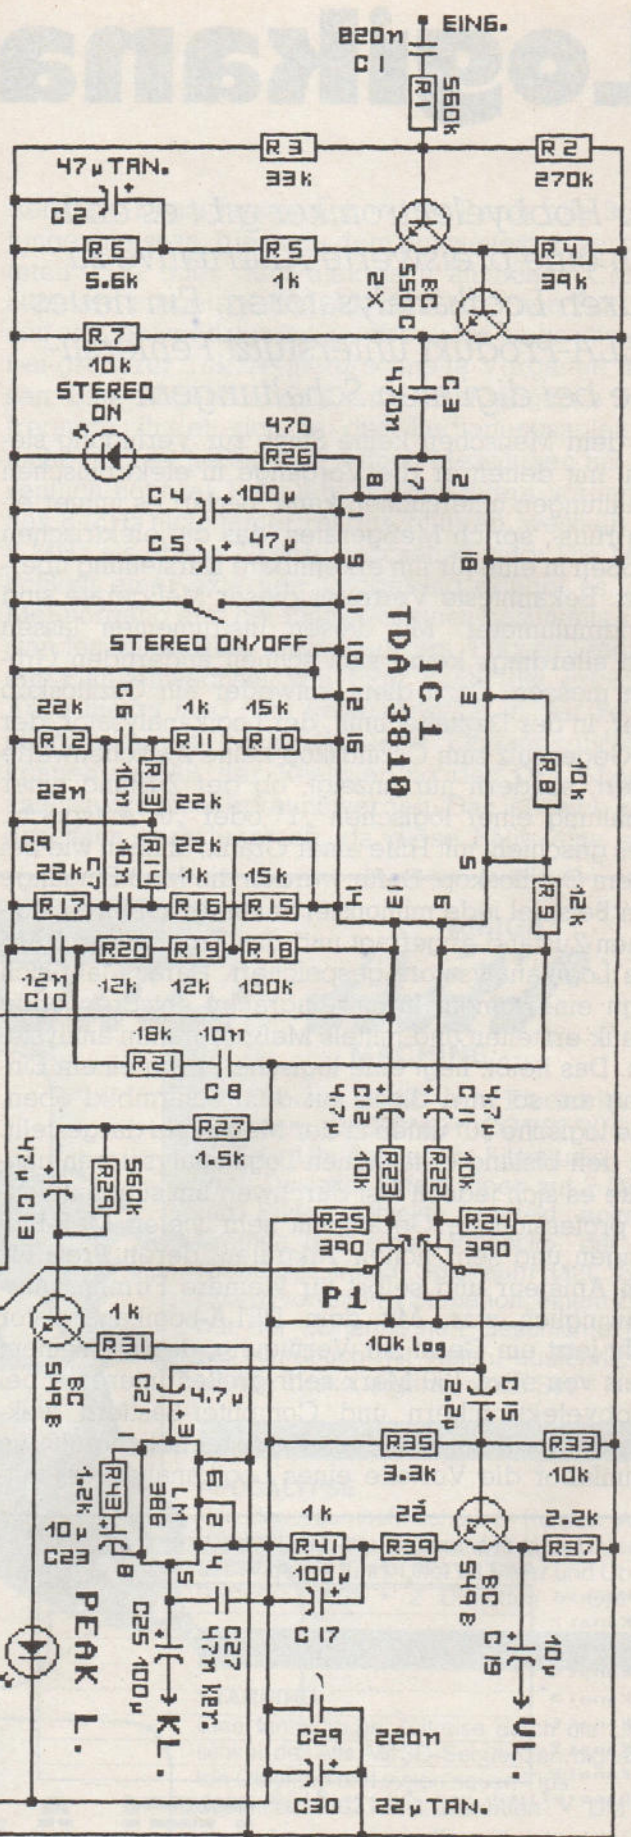 EING.
820n
C1
R1
560k
R3
33k
R2
270k
47µ TAN.
C2
R6
5.6k
R5
1k
R4
39k
BC
550C
2X
R7
10k
STEREO
ON
470n
C3
470
R26
8
17
2
C4
100µ
1
C5
47µ
9
18
11
STEREO ON/OFF
10
12
IC 1
TDA 3810
3
22k
C6
1k
15k
R12
10n
R11
R10
16
R13
22k
R8
10k
22n
C9
C7
10n
R14
22k
5
22k
1k
15k
R17
R16
R15
14
13
6
R9
12k
12n
C10
R20
R19
R18
12k
12k
100k
18k
10n
R21
C8
R27
1.5k
47µ C13
R29
560k
C12
4.7µ
C11
4.7µ
R23
10k
R22
10k
R25
390
R24
390
P1
10k Log
1k
R31
BC
549B
C21
4.7µ
C15
2.2µ
3
1
6
LM
386
2
4
5
8
R43
1.2k
10µ
C23
R35
3.3k
R33
10k
1k
22
2.2k
R41
R39
R37
100µ
C17
BC
549B
C19
10µ
PEAK L.
C25 100µ
C27
47n ker.
KL.
UL.
C29
220n
C30
22µ TAN.